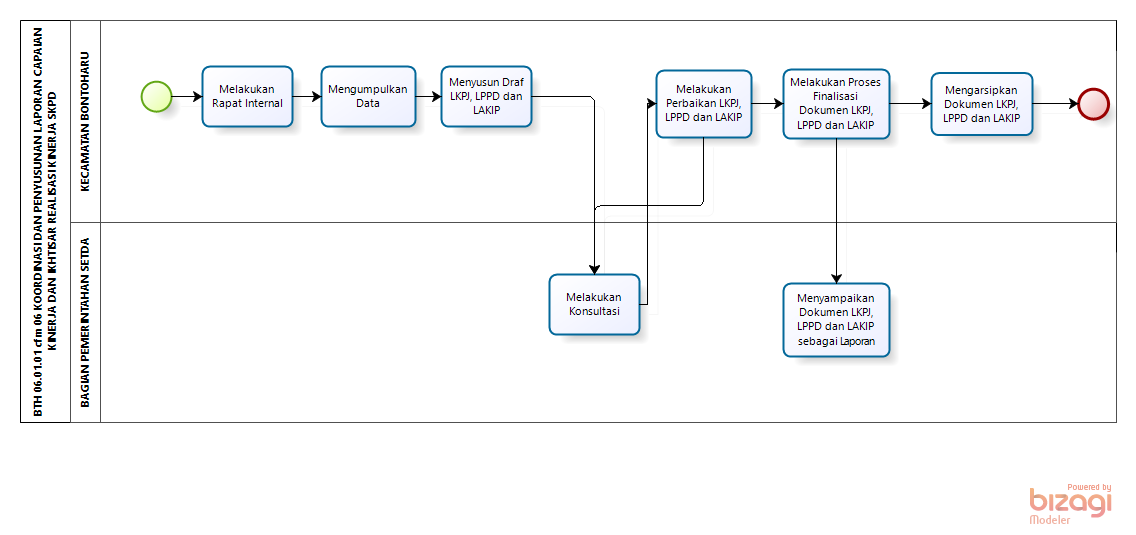 BTH 06.01.01 cfm 06 KOORDINASI DAN PENYUSUNAN LAPORAN CAPAIAN
KINERJA DAN IKHTISAR REALISASI KINERJA SKPD
KECAMATAN BONTOHARU
Melakukan
Rapat Internal
Mengumpulkan
Data
Menyusun Draf
LKPJ, LPPD dan
LAKIP
Melakukan
Perbaikan LKPJ,
LPPD dan LAKIP
Melakukan Proses
Finalisasi
Dokumen LKPJ,
LPPD dan LAKIP
Mengarsipkan
Dokumen LKPJ,
LPPD dan LAKIP
BAGIAN PEMERINTAHAN SETDA
Melakukan
Konsultasi
Menyampaikan
Dokumen LKPJ,
LPPD dan LAKIP
sebagai Laporan
Powered by
bizagi
Modeler